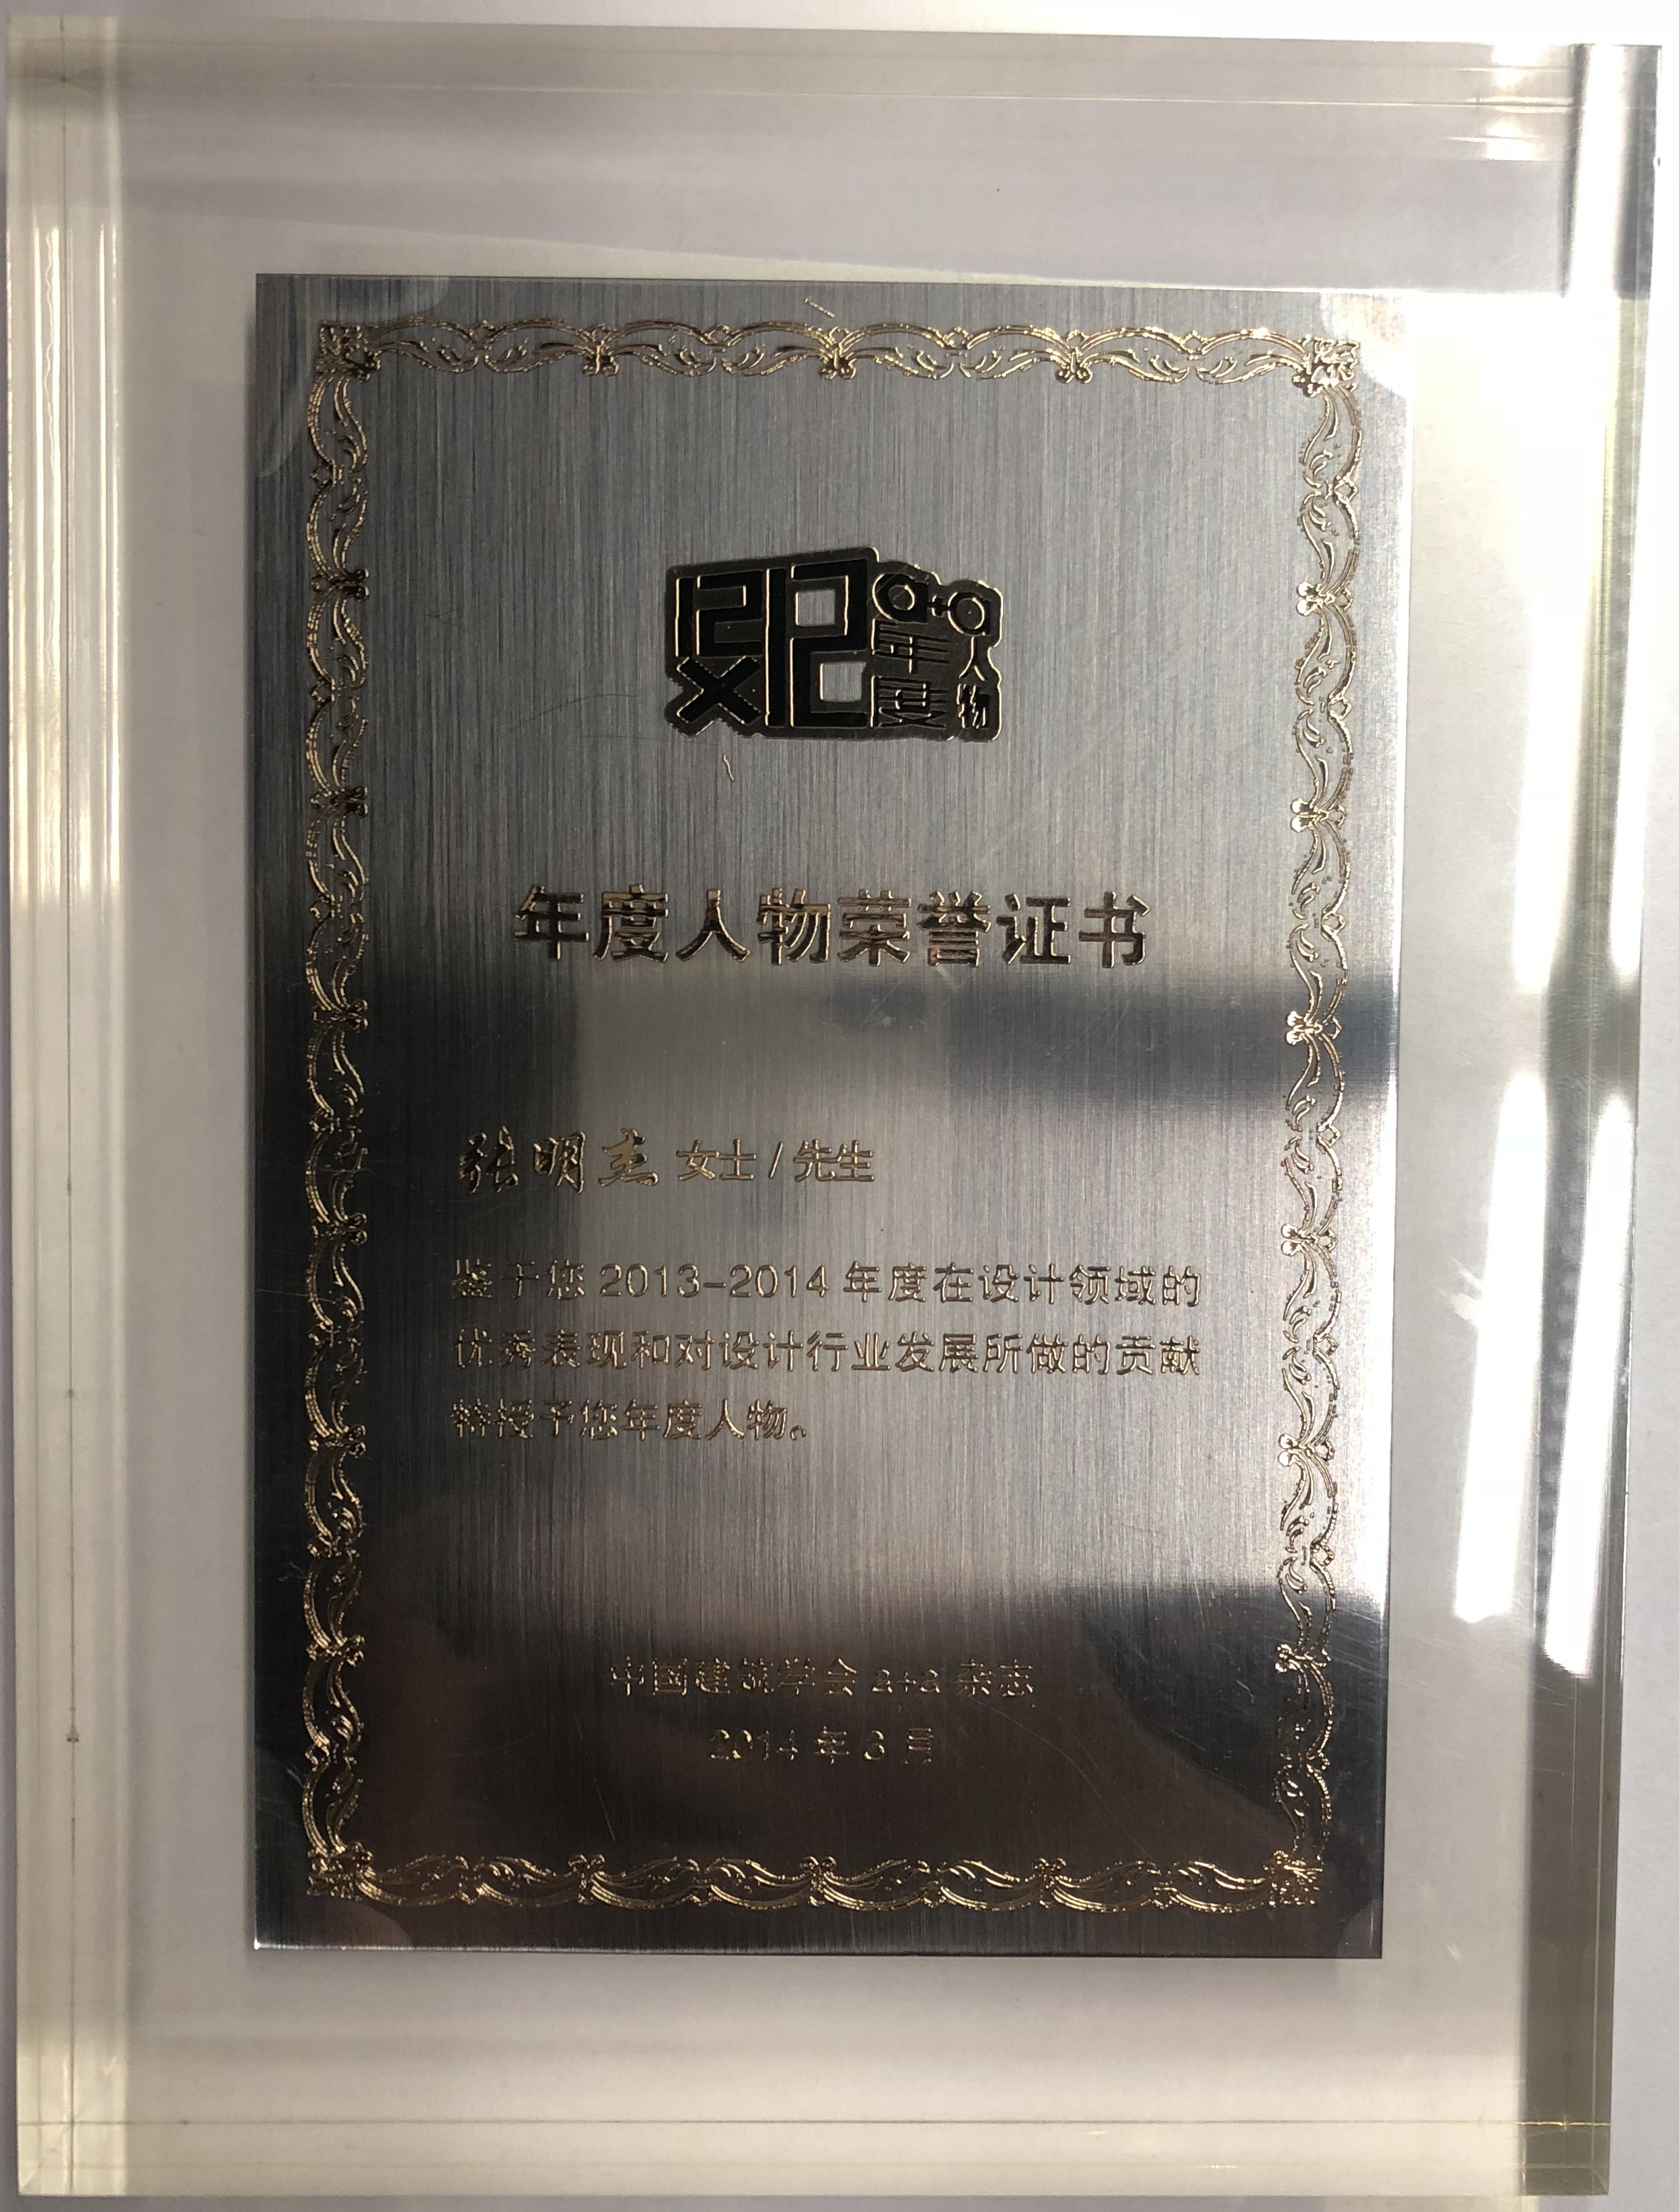 a+a
年度
人物
年度人物荣誉证书
张明杰 女士 / 先生
鉴于您 2013-2014 年度在设计领域的
优秀表现和对设计行业发展所做的贡献
特授予您年度人物。
中国建筑学会 a+a 杂志
2014 年 3 月